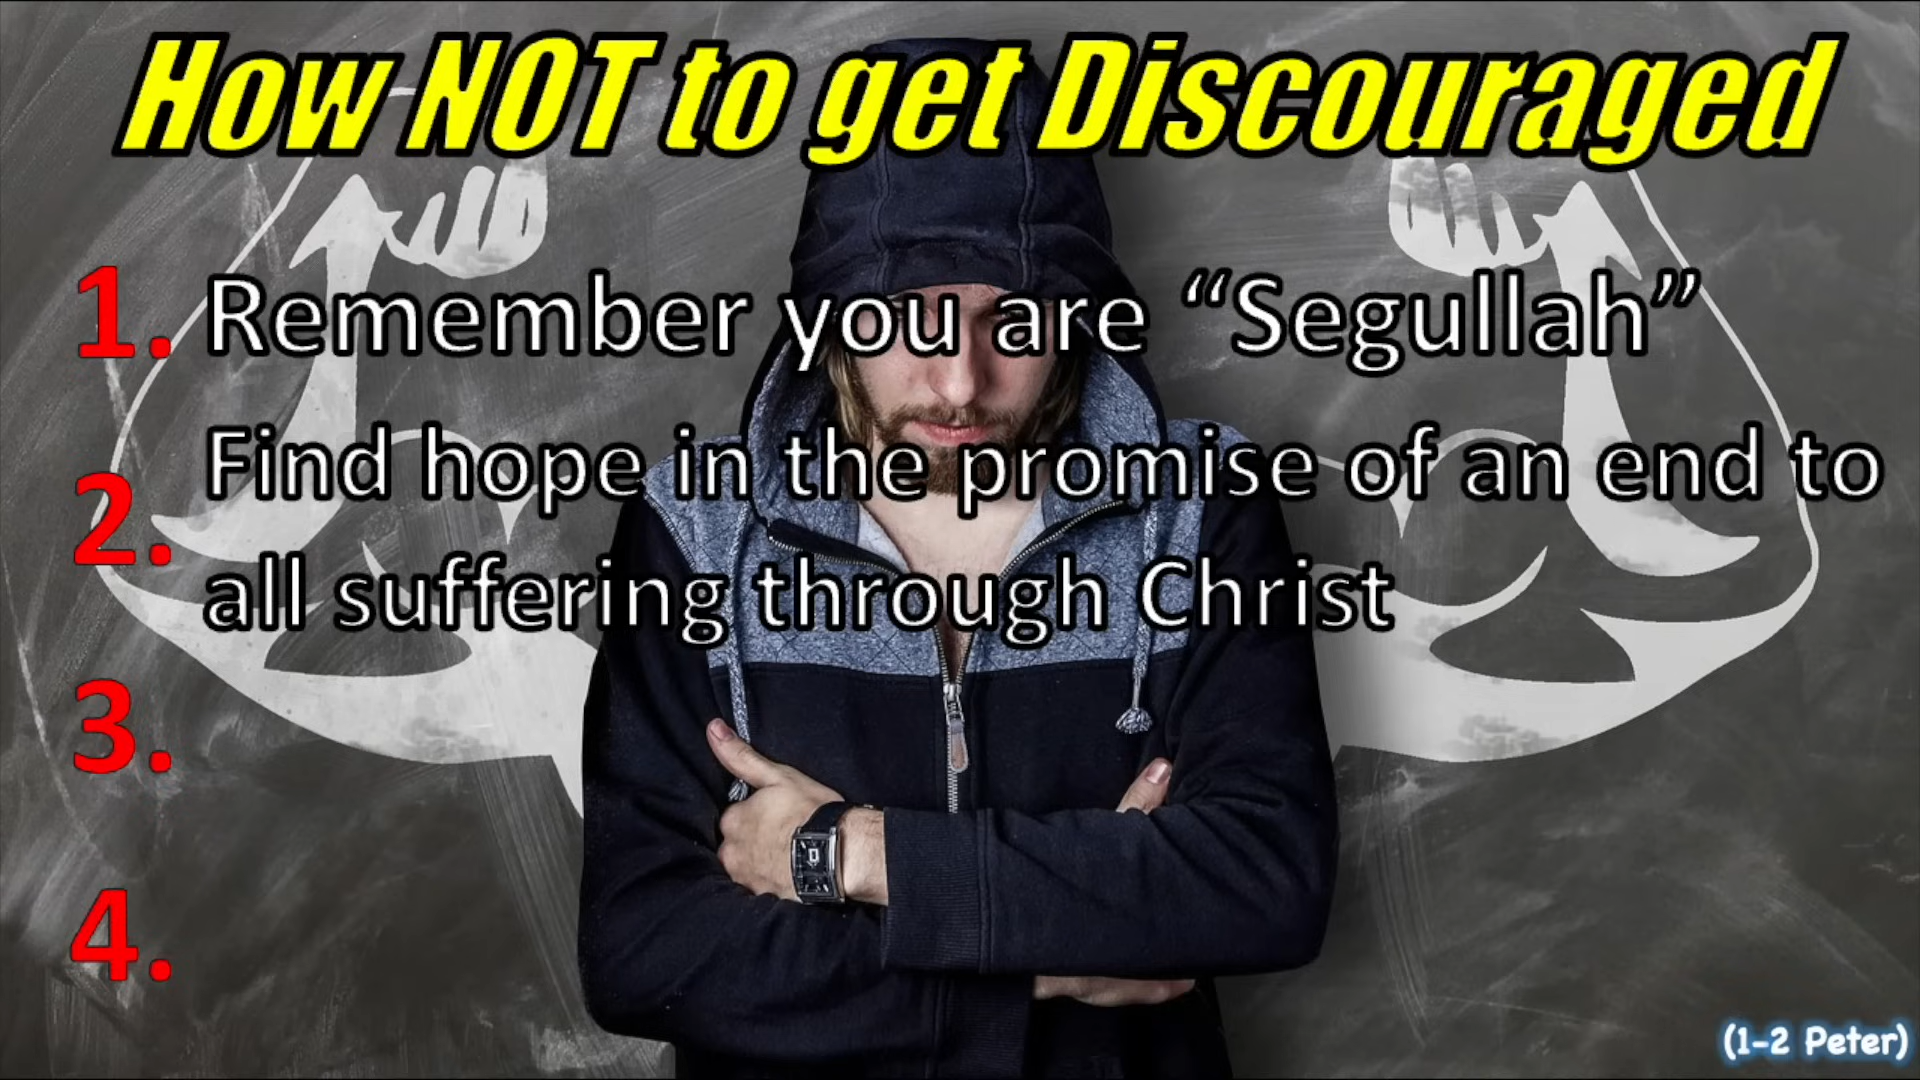 How NOT to get Discouraged
1. Remember you are “Segullah”
2. Find hope in the promise of an end to
all suffering through Christ
3.
4.
(1-2 Peter)